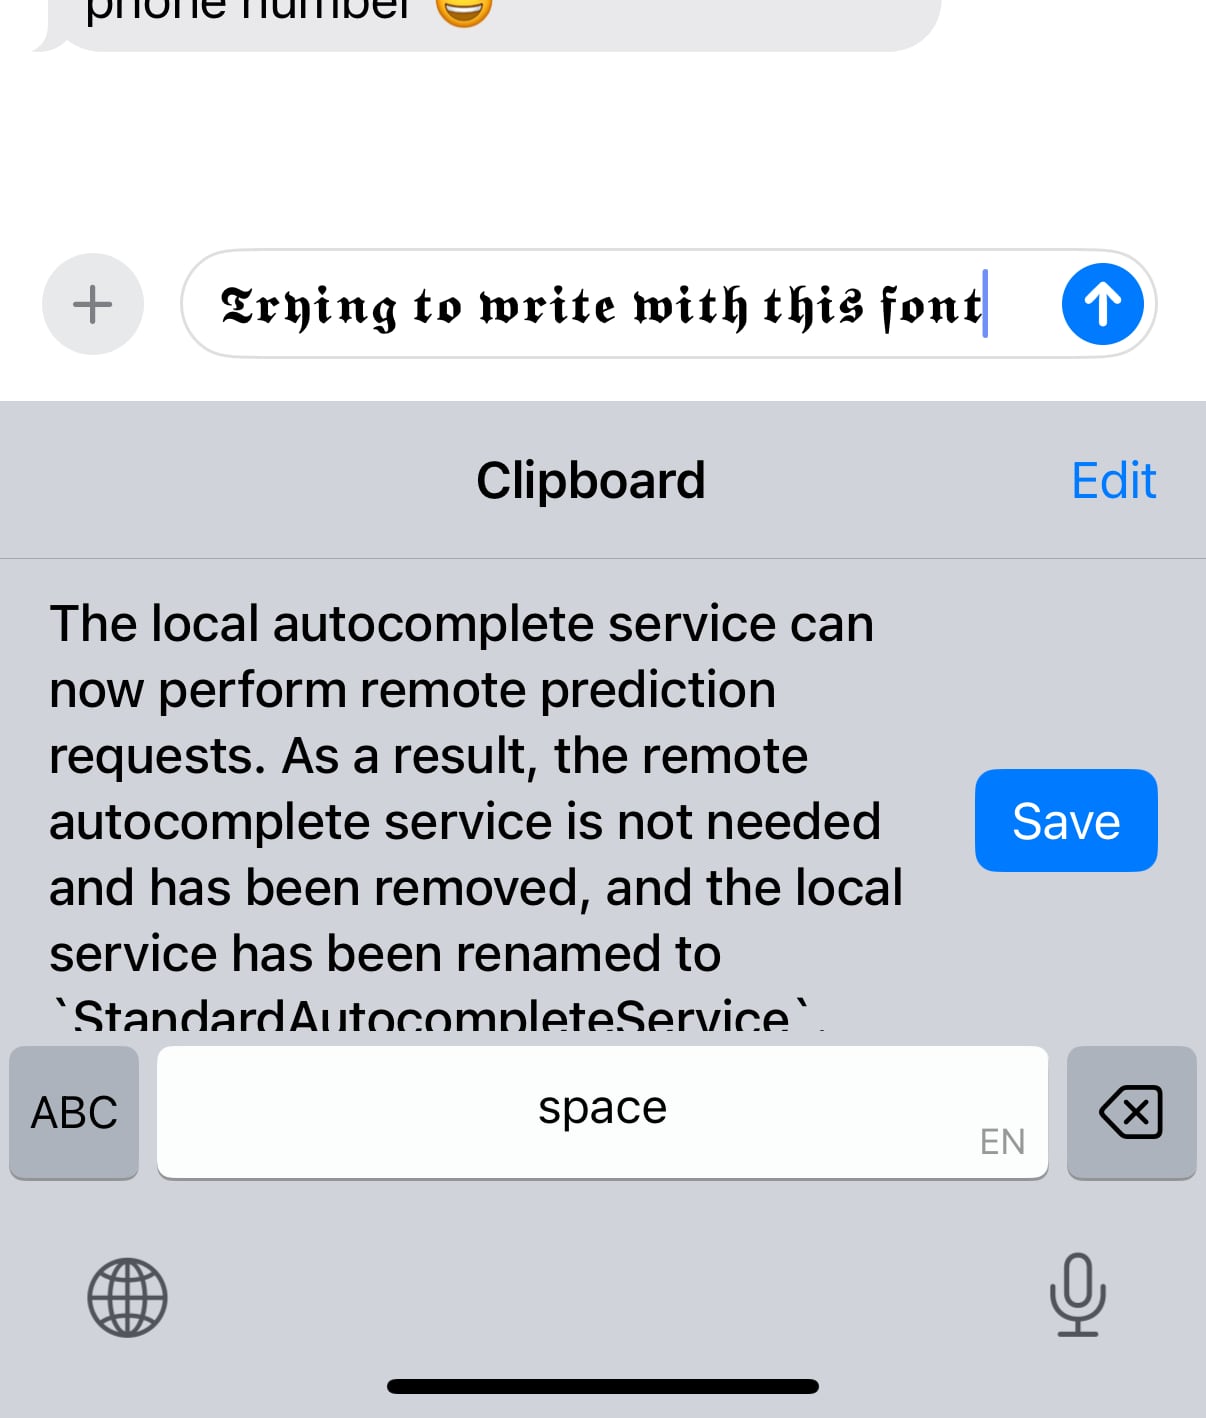 phone number 😄
Trying to write with this font
Clipboard
Edit
The local autocomplete service can
now perform remote prediction
requests. As a result, the remote
autocomplete service is not needed
and has been removed, and the local
service has been renamed to
`StandardAutocompleteService`.
Save
ABC
space
EN